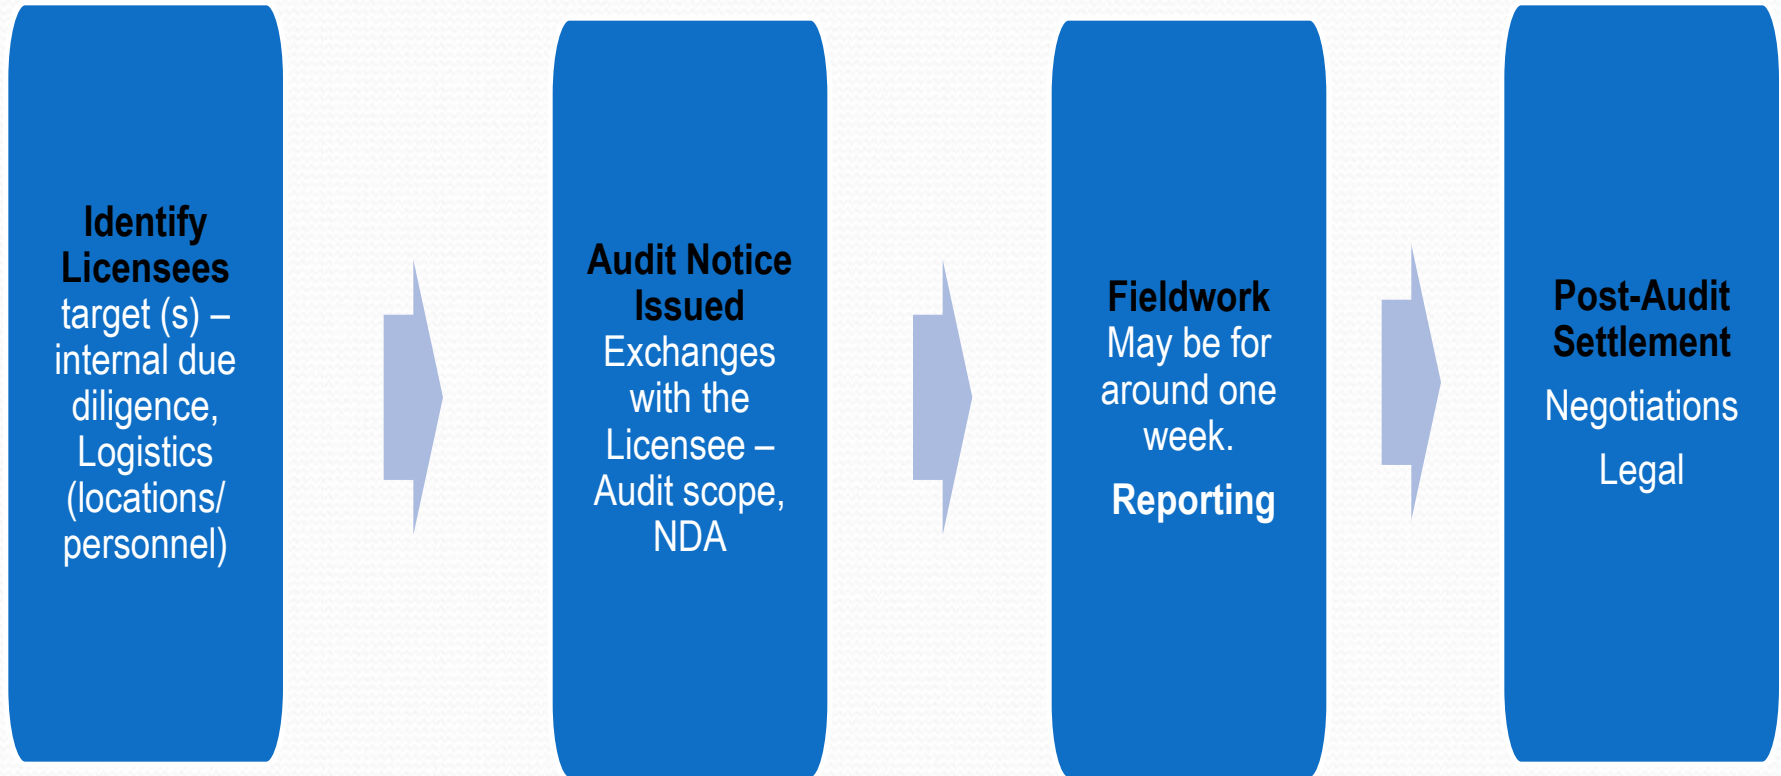 Identify
Licensees
target (s) –
internal due
diligence,
Logistics
(locations/
personnel)
Audit Notice
Issued
Exchanges
with the
Licensee –
Audit scope,
NDA
Fieldwork
May be for
around one
week.
Reporting
Post-Audit
Settlement
Negotiations
Legal